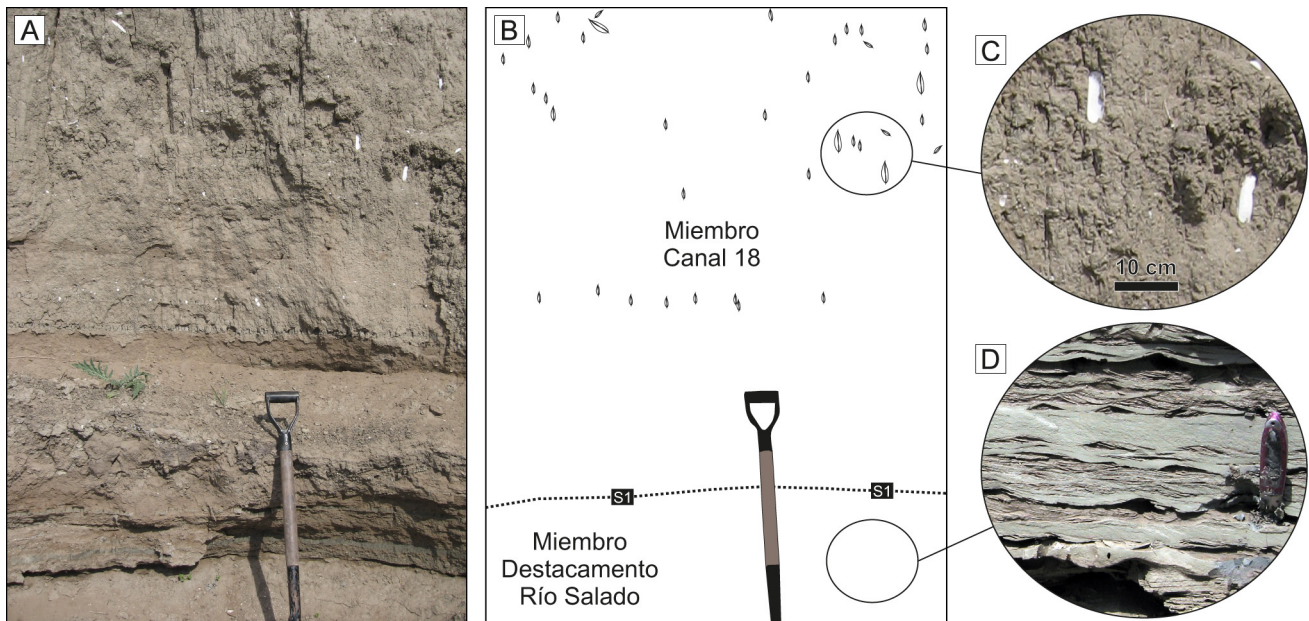 A
B
C
Miembro
Canal 18
10 cm
D
S1
S1
Miembro
Destacamento
Río Salado